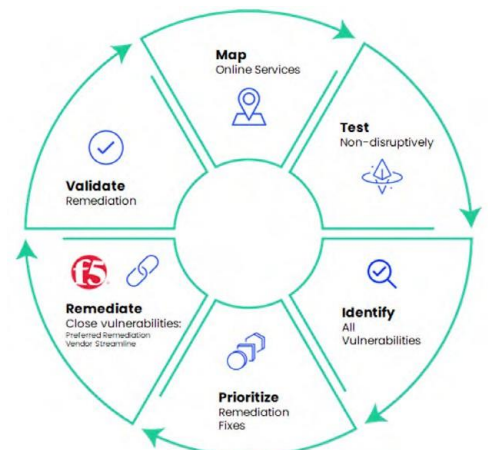 Map
Online Services
Test
Non-disruptively
Identify
All
Vulnerabilities
Prioritize
Remediation
Fixes
f5
Remediate
Close vulnerabilities:
Preferred Remediation
Vendor Streamline
Validate
Remediation